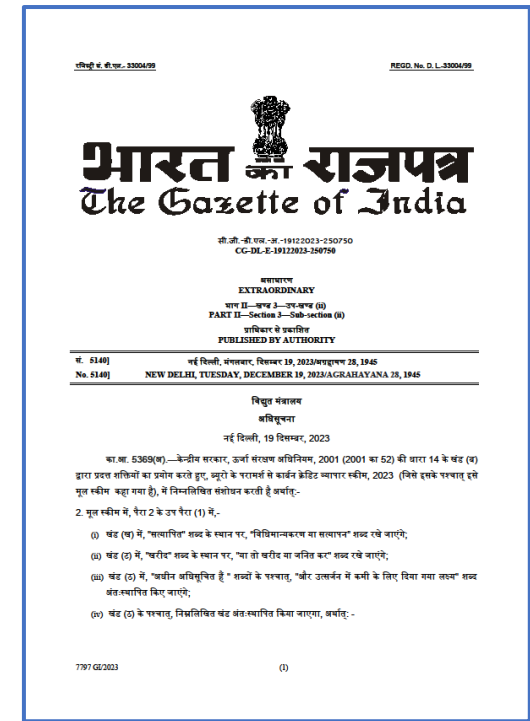 रजिस्ट्री सं. डी.एल.- 33004/99
REGD. No. D. L.-33004/99
भारत का राजपत्र
The Gazette of India
सी.जी.-डी.एल.-अ.-19122023-250750
CG-DL-E-19122023-250750
असाधारण
EXTRAORDINARY
भाग II—खण्ड 3—उप-खण्ड (ii)
PART II—Section 3—Sub-section (ii)
प्राधिकार से प्रकाशित
PUBLISHED BY AUTHORITY
सं. 5140]
नई दिल्ली, मंगलवार, दिसम्बर 19, 2023/अग्रहायण 28, 1945
No. 5140]
NEW DELHI, TUESDAY, DECEMBER 19, 2023/AGRAHAYANA 28, 1945
विद्युत मंत्रालय
अधिसूचना
नई दिल्ली, 19 दिसम्बर, 2023
का.आ. 5369(अ).—केन्द्रीय सरकार, ऊर्जा संरक्षण अधिनियम, 2001 (2001 का 52) की धारा 14 के खंड (ब)
द्वारा प्रदत्त शक्तियों का प्रयोग करते हुए, ब्यूरो के परामर्श से कार्बन क्रेडिट व्यापार स्कीम, 2023 (जिसे इसके पश्चात् इसे
मूल स्कीम कहा गया है), में निम्नलिखित संशोधन करती है अर्थात्:-
2. मूल स्कीम में, पैरा 2 के उप पैरा (1) में,-
(i) खंड (ख) में, "सत्यापित" शब्द के स्थान पर, "विधिमान्यकरण या सत्यापन" शब्द रखे जाएंगे;
(ii) खंड (ठ) में, "खरीद" शब्द के स्थान पर, "या तो खरीद या जनित कर" शब्द रखे जाएंगे;
(iii) खंड (ठ) में, "अधीन अधिसूचित हैं " शब्दों के पश्चात्, "और उत्सर्जन में कमी के लिए दिया गया लक्ष्य" शब्द
अंतःस्थापित किए जाएंगे;
(iv) खंड (ठ) के पश्चात्, निम्नलिखित खंड अंतःस्थापित किया जाएगा, अर्थात्: -
7797 GI/2023
(1)